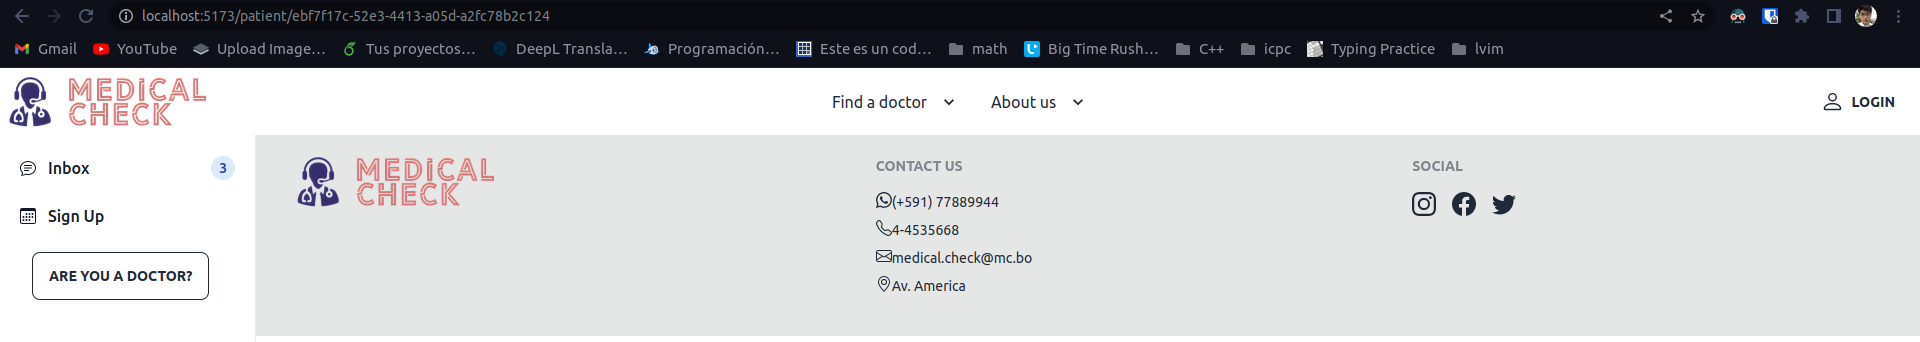 localhost:5173/patient/ebf7f17c-52e3-4413-a05d-a2fc78b2c124
Gmail YouTube Upload Image... Tus proyectos... DeepL Transla... Programación... Este es un cod... math Big Time Rush... C++ icpc Typing Practice lvim
MEDiCAL
CHECK
Find a doctor About us LOGIN
Inbox 3
Sign Up
ARE YOU A DOCTOR?
MEDiCAL
CHECK
CONTACT US
(+591) 77889944
4-4535668
medical.check@mc.bo
Av. America
SOCIAL